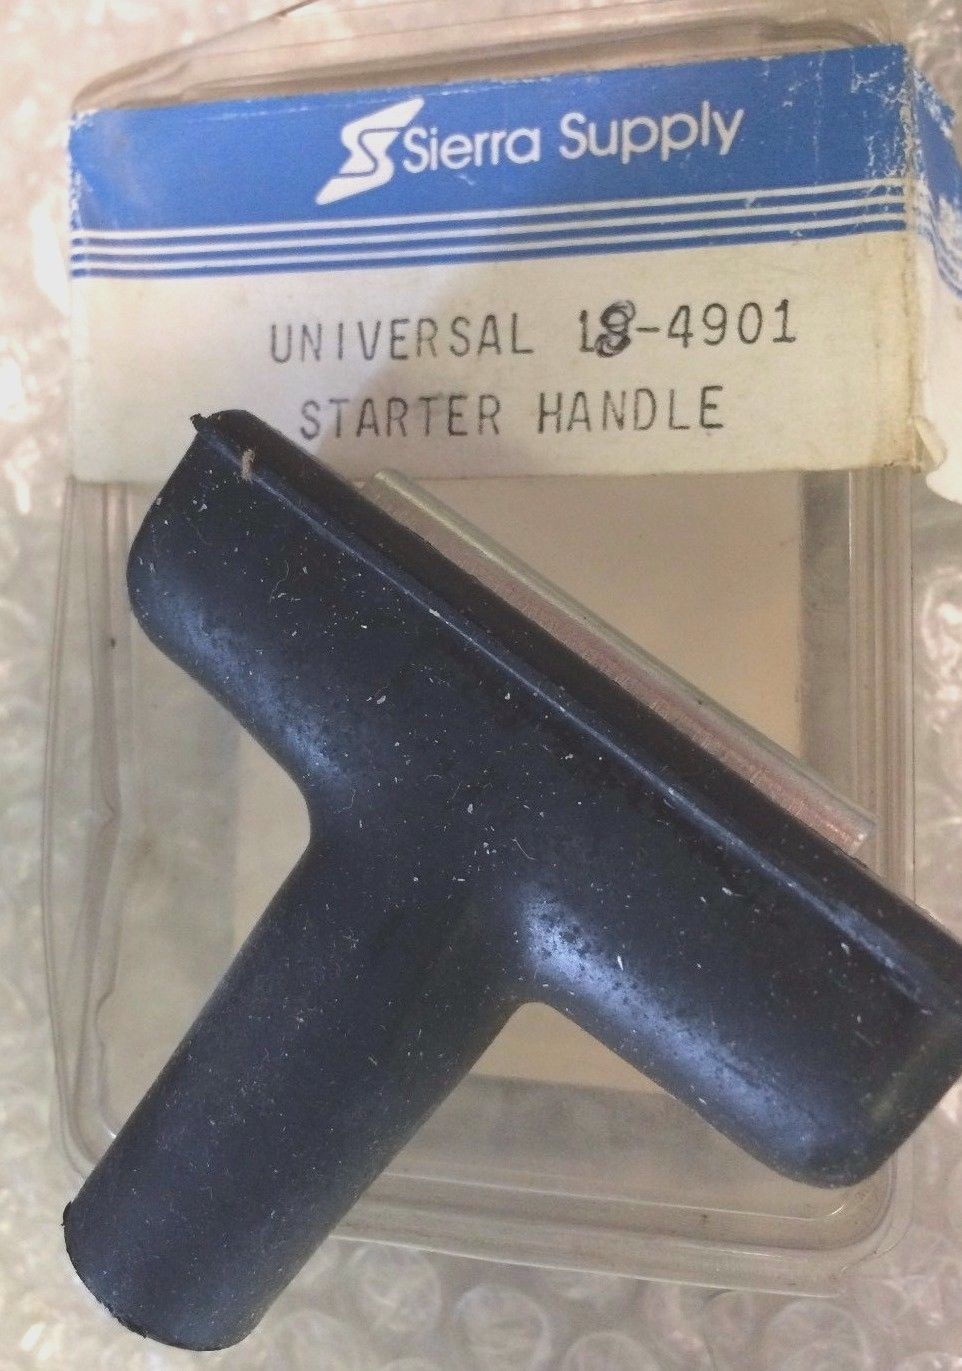 Sierra Supply
UNIVERSAL 18-4901
STARTER HANDLE